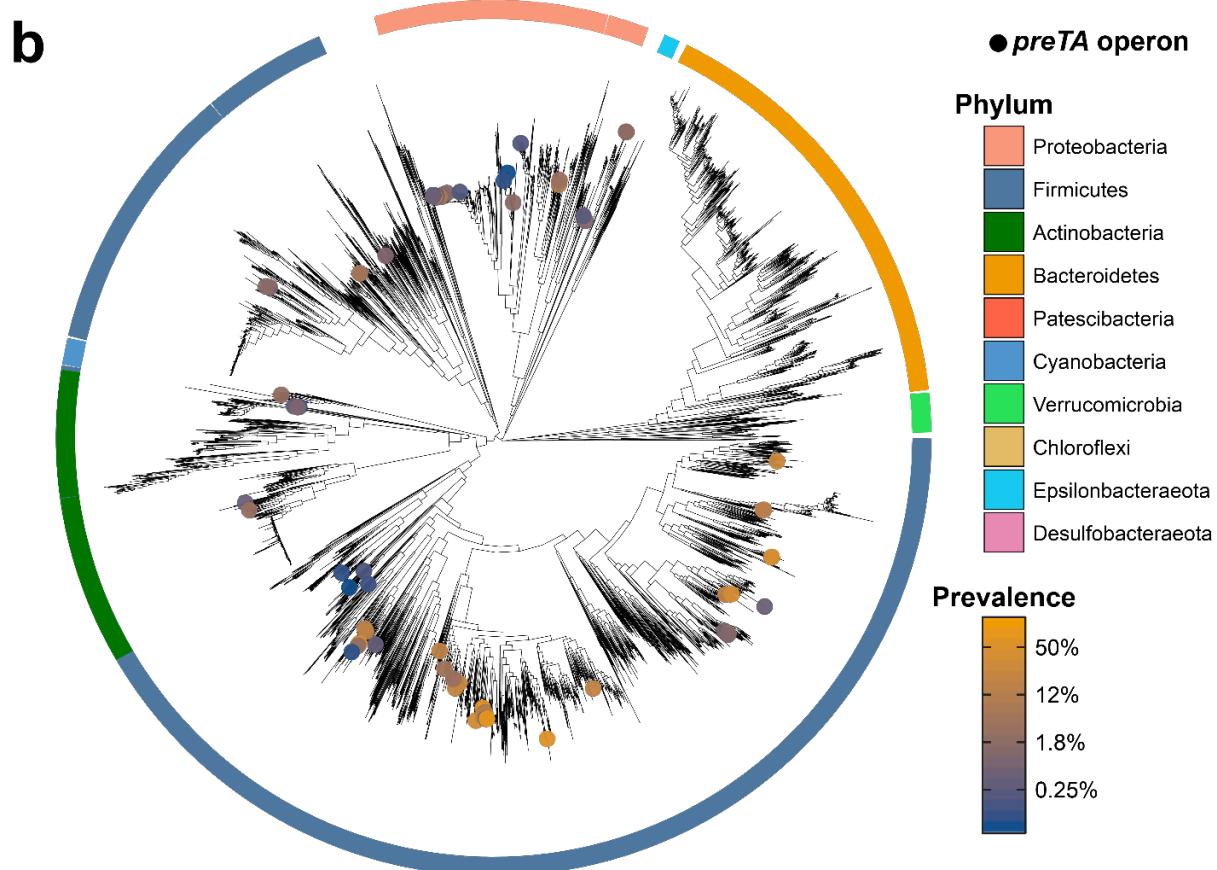 b
preTA operon
Phylum
Proteobacteria
Firmicutes
Actinobacteria
Bacteroidetes
Patescibacteria
Cyanobacteria
Verrucomicrobia
Chloroflexi
Epsilonbacteraeota
Desulfobacteraeota
Prevalence
50%
12%
1.8%
0.25%